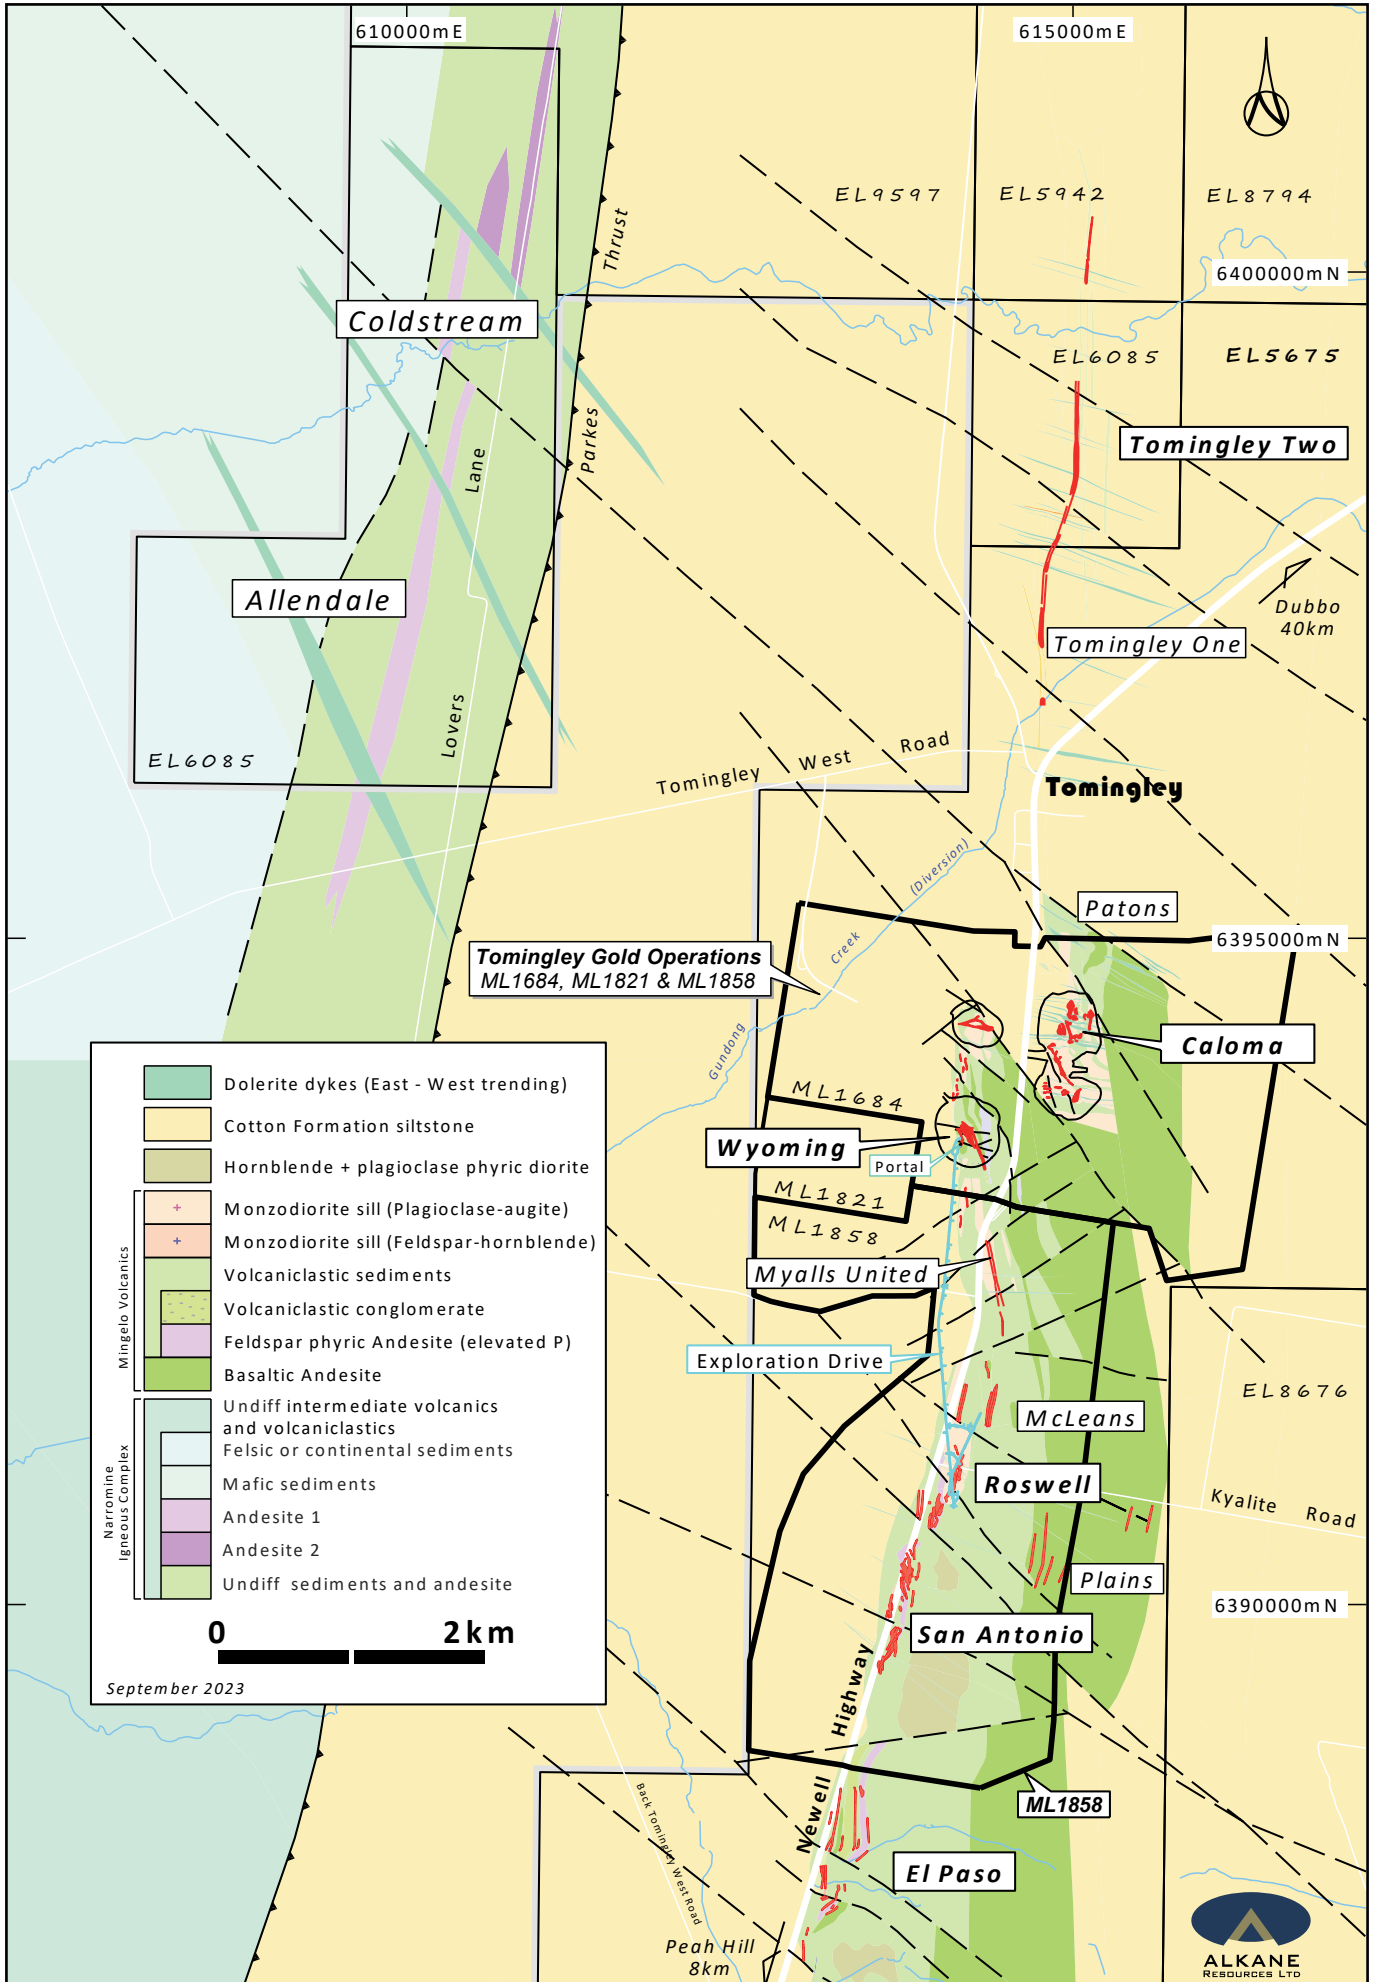 610000mE
615000mE
EL9597
EL5942
EL8794
Thrust
6400000mN
Coldstream
EL6085
EL5675
Parkes
Tomingley Two
Lane
Allendale
Dubbo
40km
Tomingley One
Lovers
EL6085
Tomingley West Road
Tomingley
(Diversion)
Patons
6395000mN
Tomingley Gold Operations
ML1684, ML1821 & ML1858
Creek
Gundong
Caloma
ML1684
Wyoming
Portal
ML1821
ML1858
Myalls United
Exploration Drive
EL8676
McLeans
Roswell
Kyalite Road
Plains
6390000mN
San Antonio
Highway
Newell
ML1858
Back Tomingley West Road
El Paso
Peah Hill
8km
Dolerite dykes (East - West trending)
Cotton Formation siltstone
Hornblende + plagioclase phyric diorite
Mingelo Volcanics
Monzodiorite sill (Plagioclase-augite)
Monzodiorite sill (Feldspar-hornblende)
Volcaniclastic sediments
Volcaniclastic conglomerate
Feldspar phyric Andesite (elevated P)
Basaltic Andesite
Narromine
Igneous Complex
Undiff intermediate volcanics
and volcaniclastics
Felsic or continental sediments
Mafic sediments
Andesite 1
Andesite 2
Undiff sediments and andesite
0 2km
September 2023
ALKANE
RESOURCES LTD